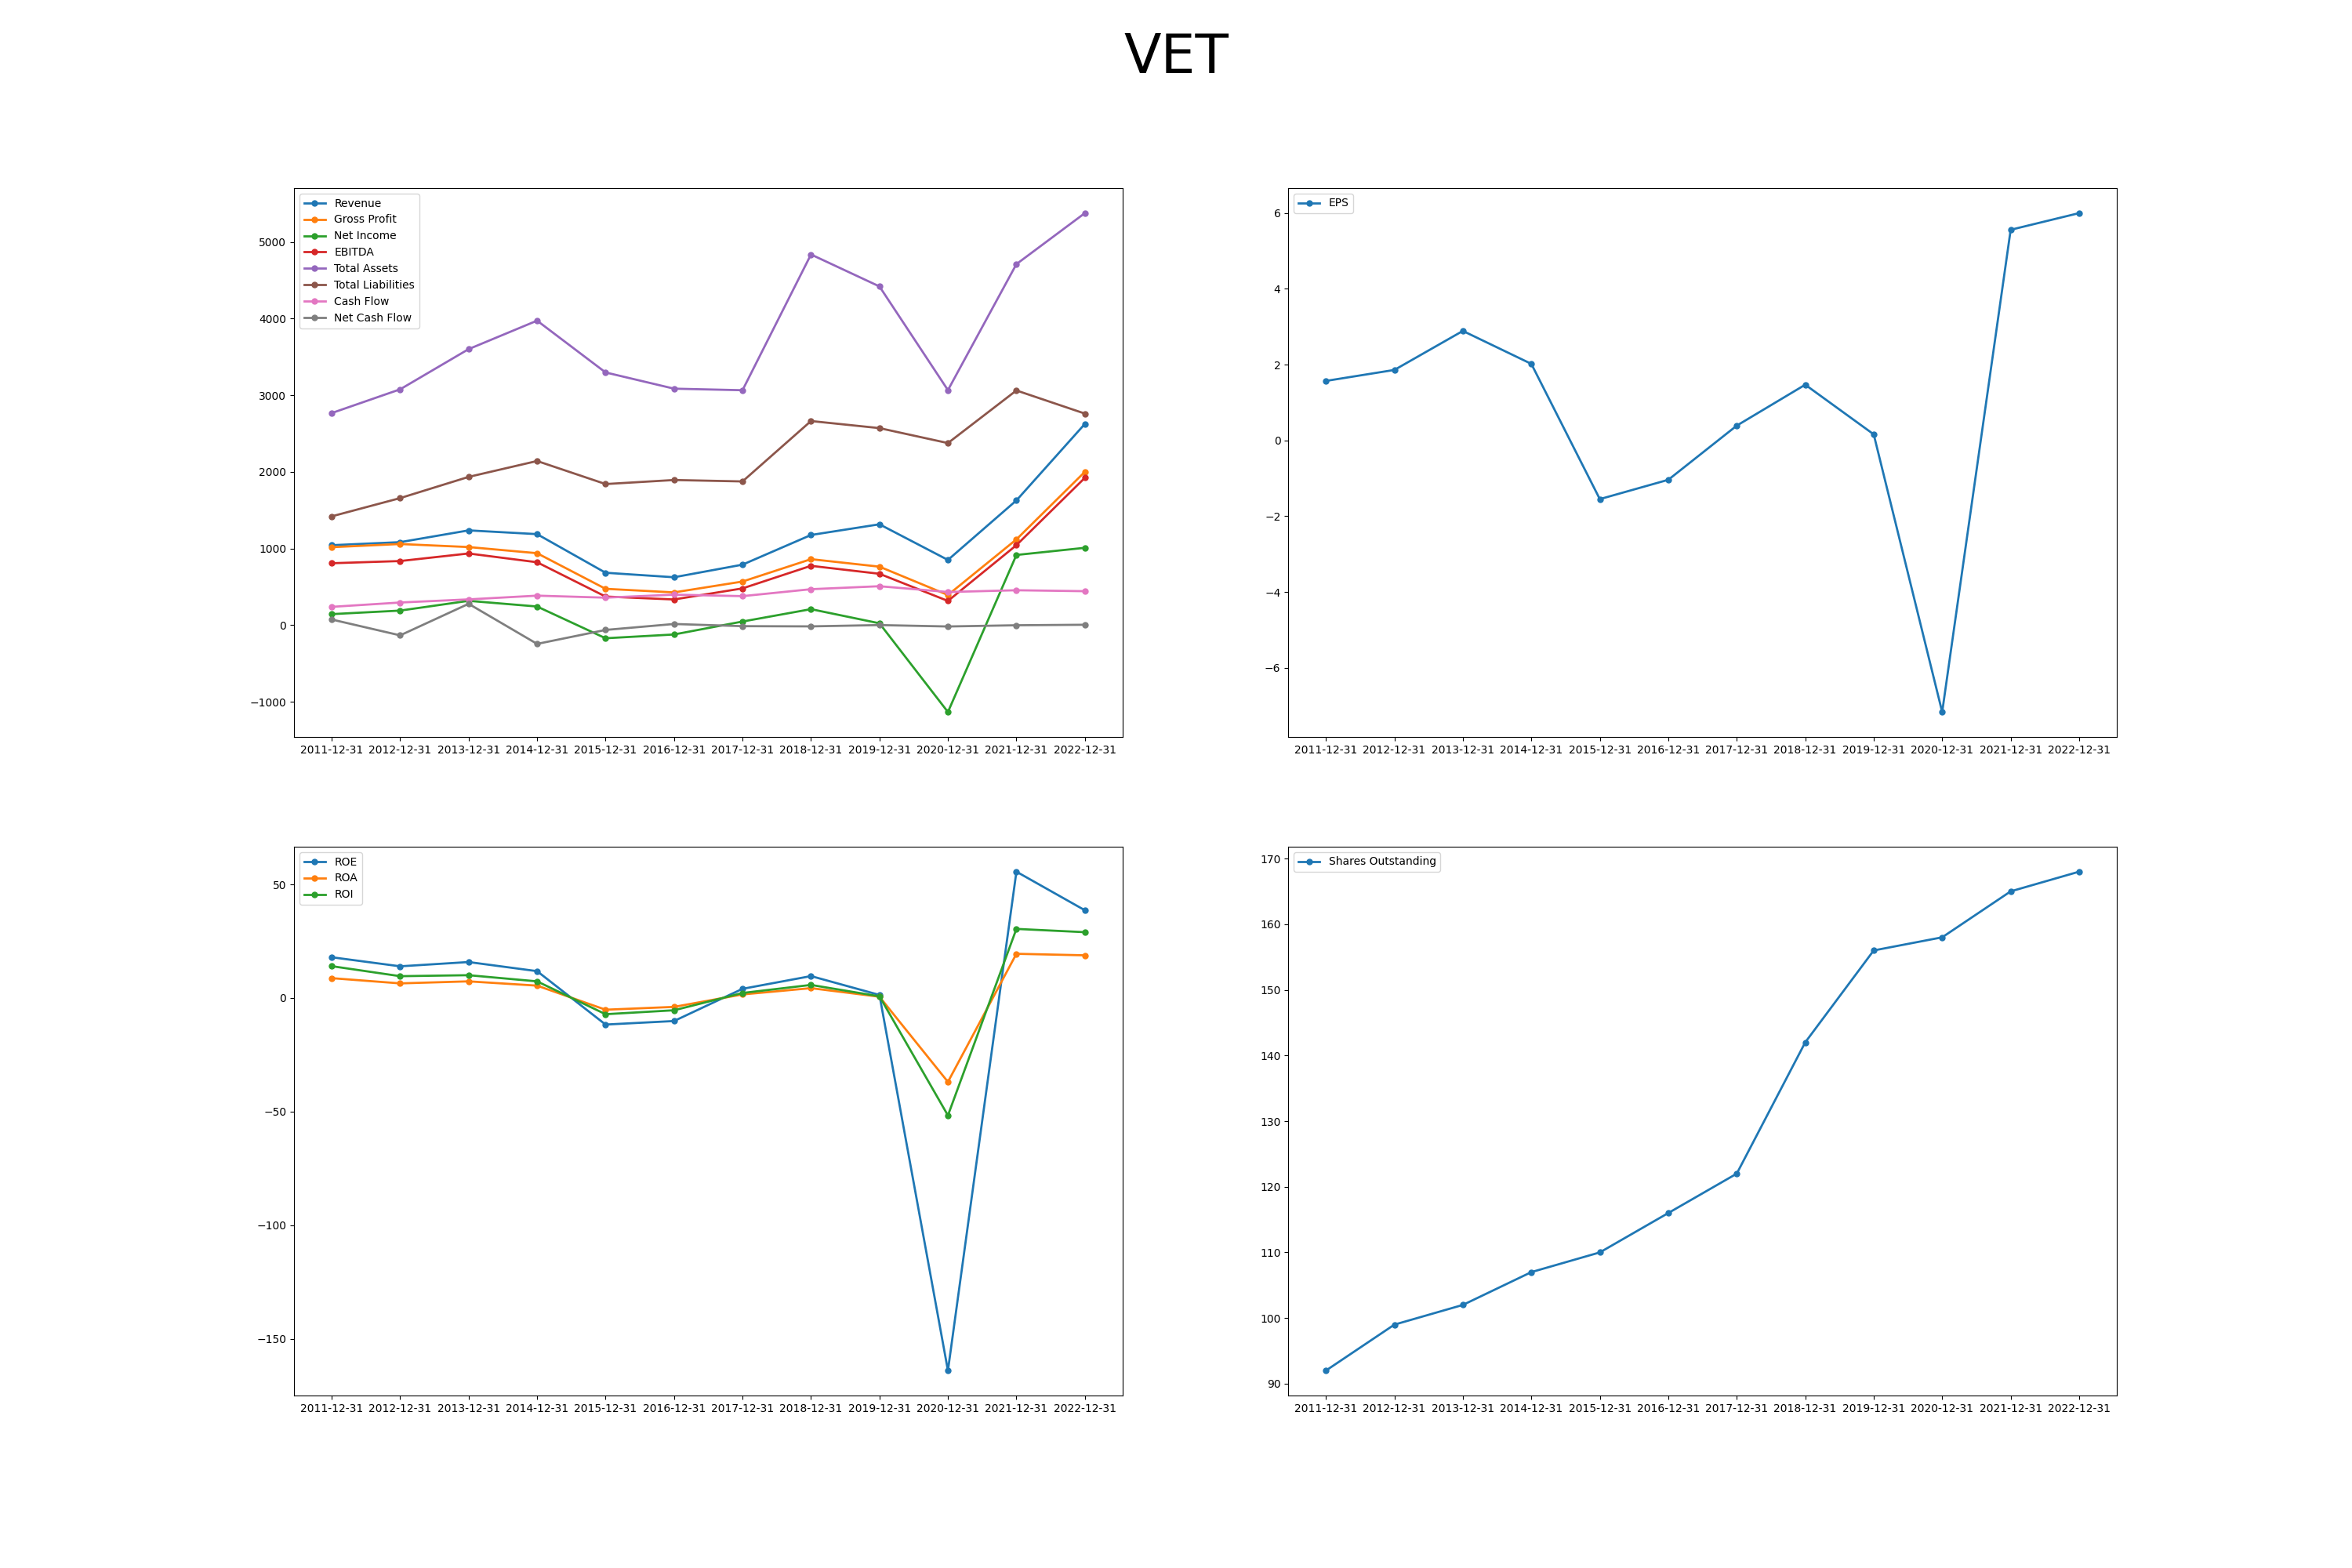 VET
Revenue
Gross Profit
Net Income
EBITDA
Total Assets
Total Liabilities
Cash Flow
Net Cash Flow
5000
4000
3000
2000
1000
0
−1000
2011-12-31 2012-12-31 2013-12-31 2014-12-31 2015-12-31 2016-12-31 2017-12-31 2018-12-31 2019-12-31 2020-12-31 2021-12-31 2022-12-31
EPS
6
4
2
0
−2
−4
−6
2011-12-31 2012-12-31 2013-12-31 2014-12-31 2015-12-31 2016-12-31 2017-12-31 2018-12-31 2019-12-31 2020-12-31 2021-12-31 2022-12-31
ROE
ROA
ROI
50
0
−50
−100
−150
2011-12-31 2012-12-31 2013-12-31 2014-12-31 2015-12-31 2016-12-31 2017-12-31 2018-12-31 2019-12-31 2020-12-31 2021-12-31 2022-12-31
Shares Outstanding
170
160
150
140
130
120
110
100
90
2011-12-31 2012-12-31 2013-12-31 2014-12-31 2015-12-31 2016-12-31 2017-12-31 2018-12-31 2019-12-31 2020-12-31 2021-12-31 2022-12-31